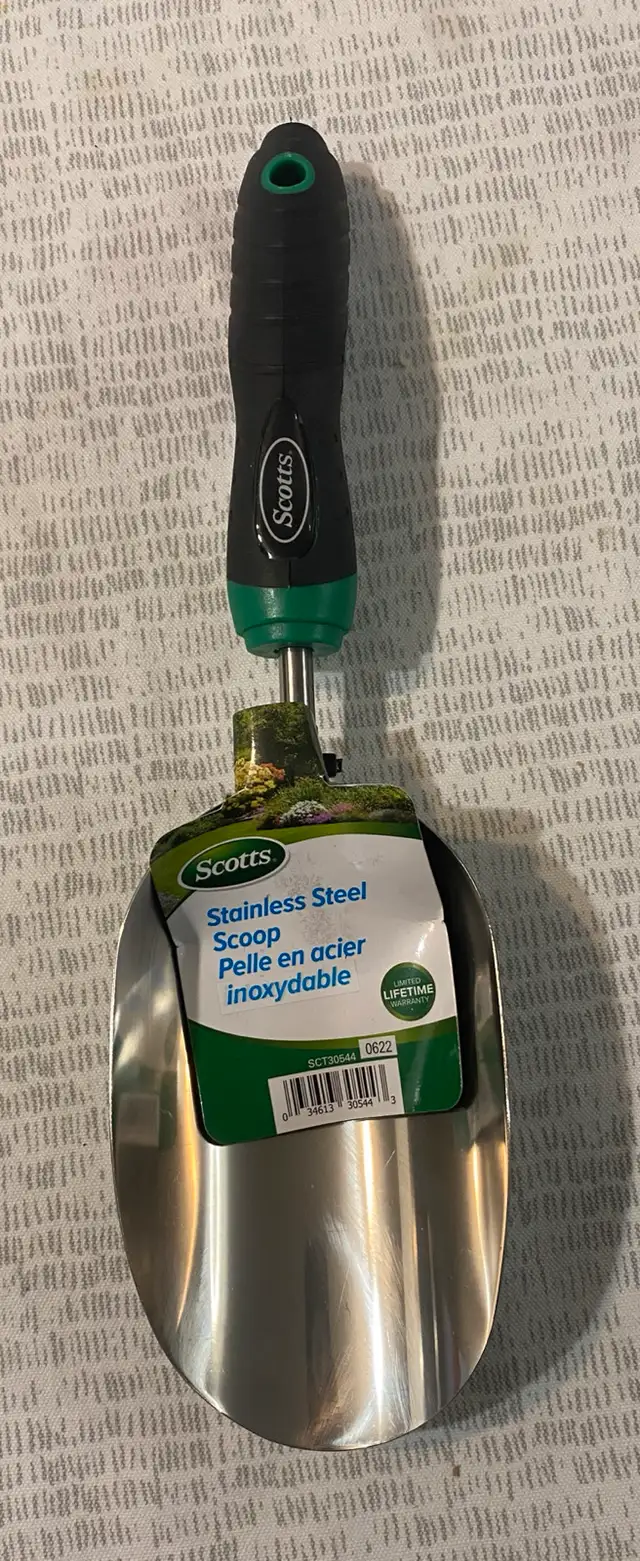 Scotts
Scotts
Stainless Steel
Scoop
Pelle en acier
inoxydable
LIMITED
LIFETIME
WARRANTY
SCT30544 0622
0 34613 30544 3